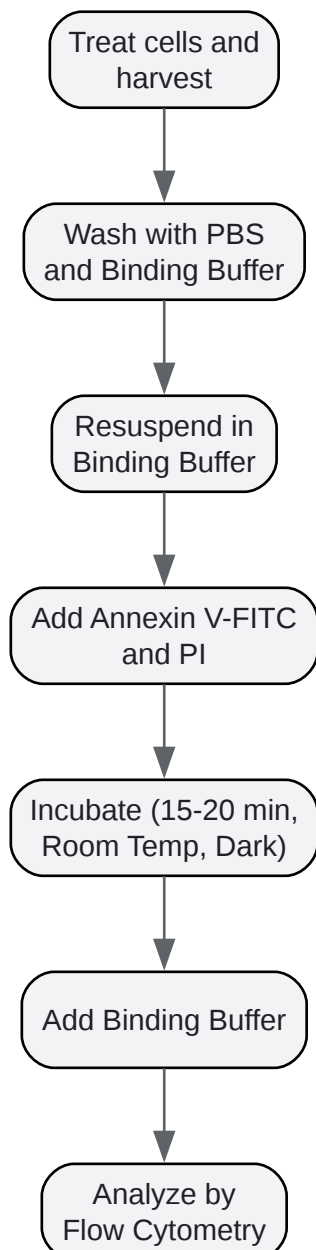 Treat cells and
harvest
Wash with PBS
and Binding Buffer
Resuspend in
Binding Buffer
Add Annexin V-FITC
and PI
Incubate (15-20 min,
Room Temp, Dark)
Add Binding Buffer
Analyze by
Flow Cytometry